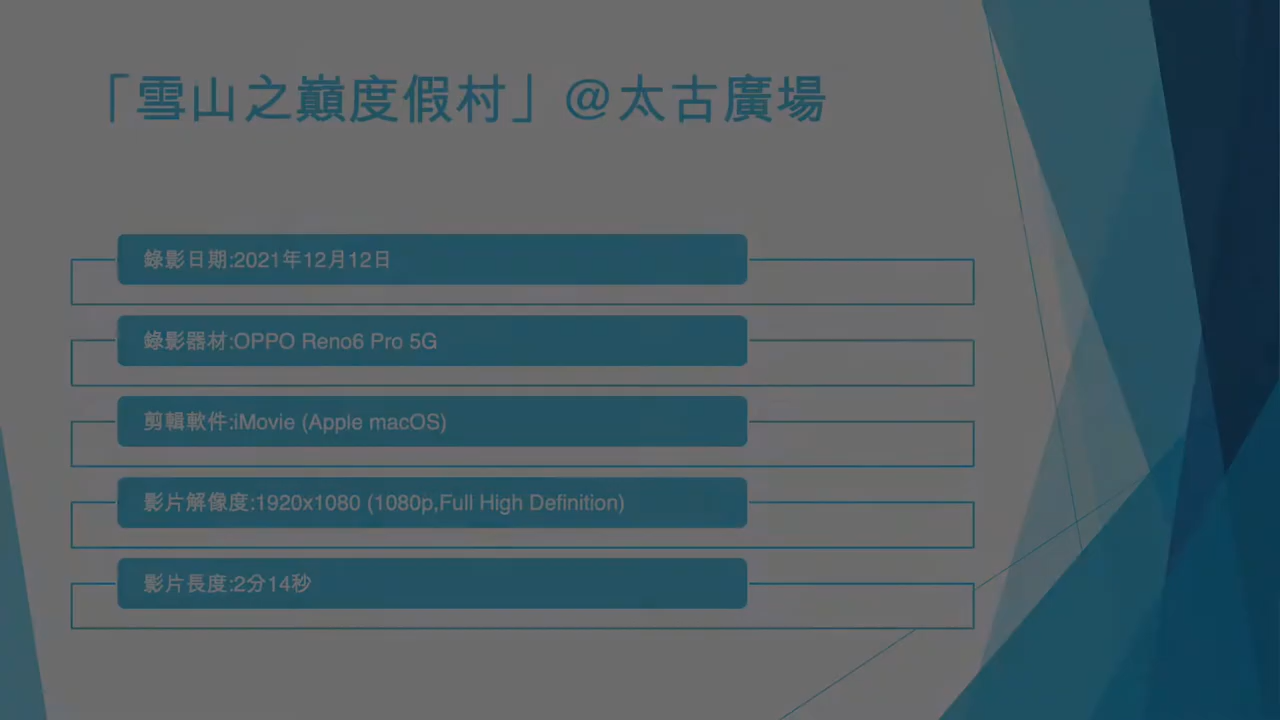 「雪山之巔度假村」@太古廣場
錄影日期:2021年12月12日
錄影器材:OPPO Reno6 Pro 5G
剪輯軟件:iMovie (Apple macOS)
影片解像度:1920x1080 (1080p,Full High Definition)
影片長度:2分14秒